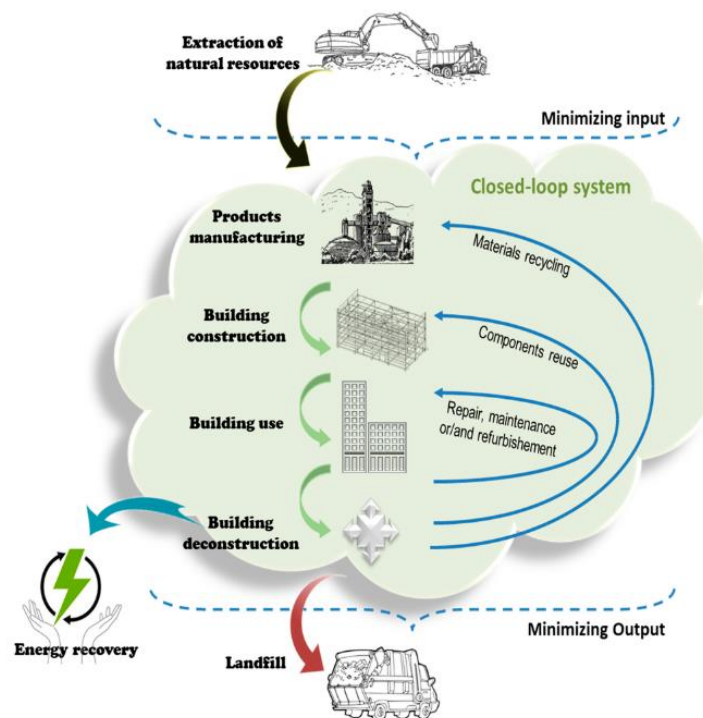 Extraction of
natural resources
Minimizing input
Closed-loop system
Products
manufacturing
Materials recycling
Building
construction
Components reuse
Building use
Repair, maintenance
or/and refurbishement
Building
deconstruction
Energy recovery
Minimizing Output
Landfill